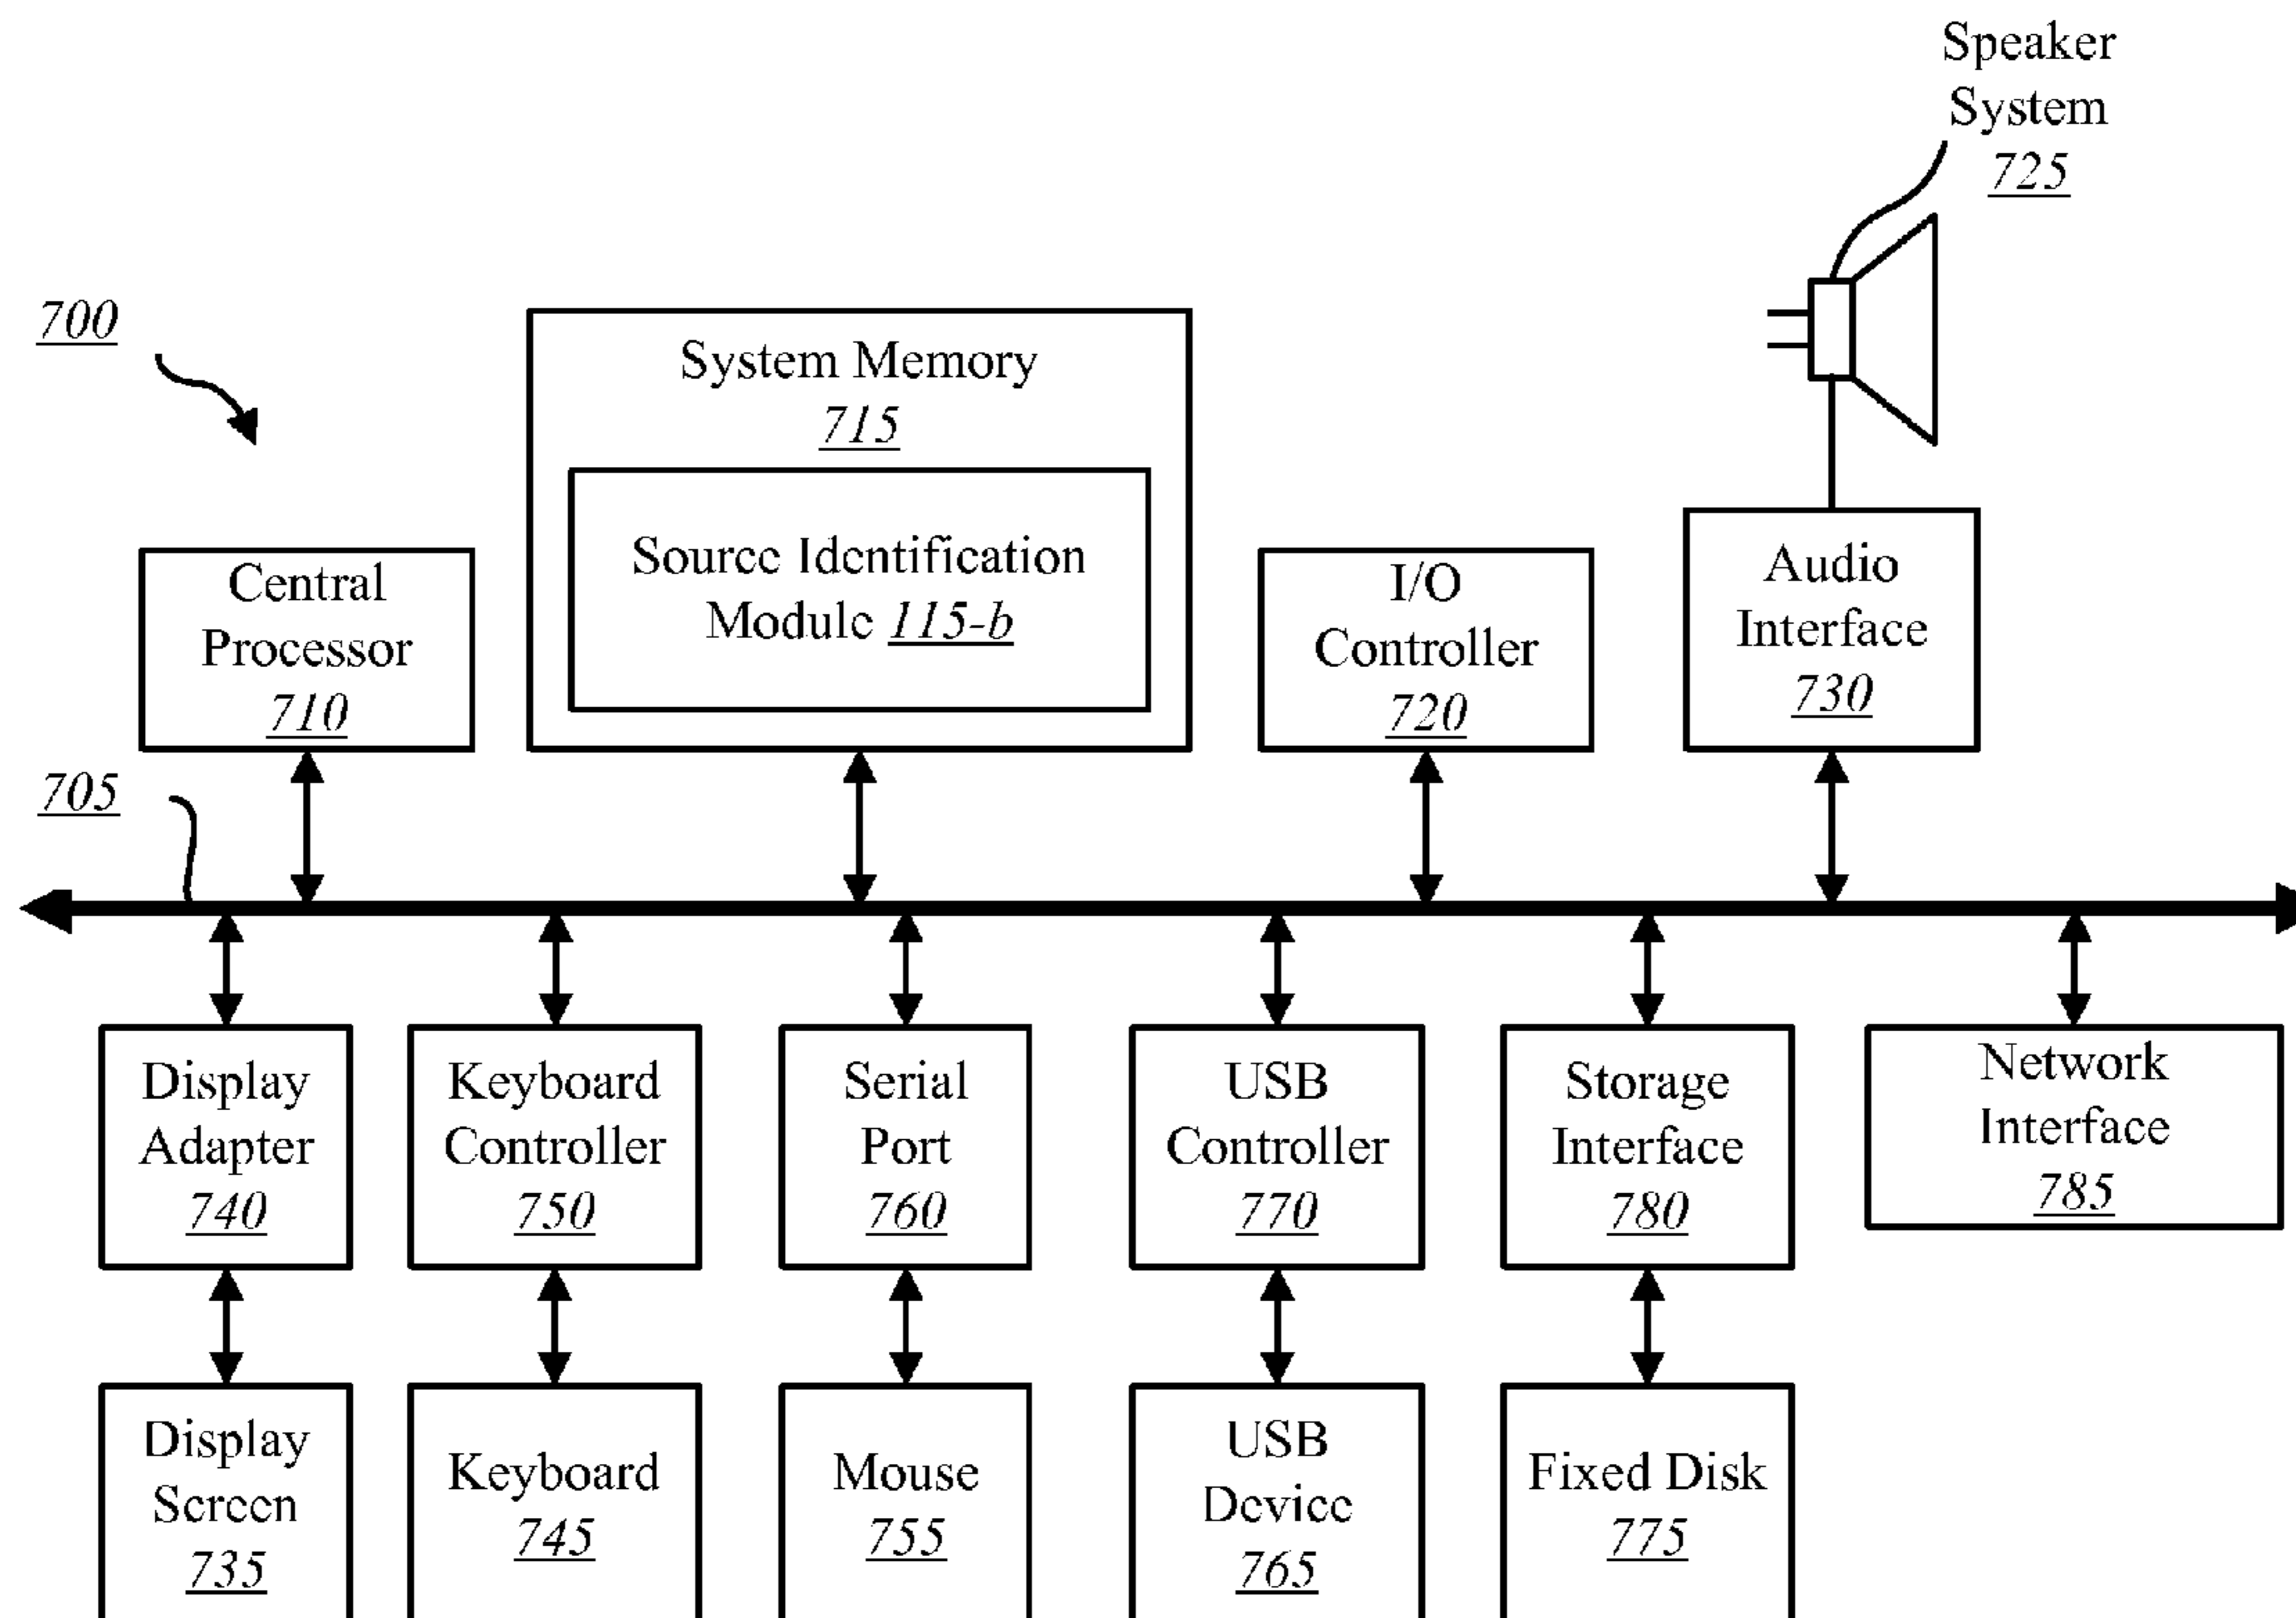 Speaker
System
725
700
System Memory
715
Source Identification
Module 115-b
Central
Processor
710
I/O
Controller
720
Audio
Interface
730
705
Display
Adapter
740
Keyboard
Controller
750
Serial
Port
760
USB
Controller
770
Storage
Interface
780
Network
Interface
785
Display
Screen
735
Keyboard
745
Mouse
755
USB
Device
765
Fixed Disk
775